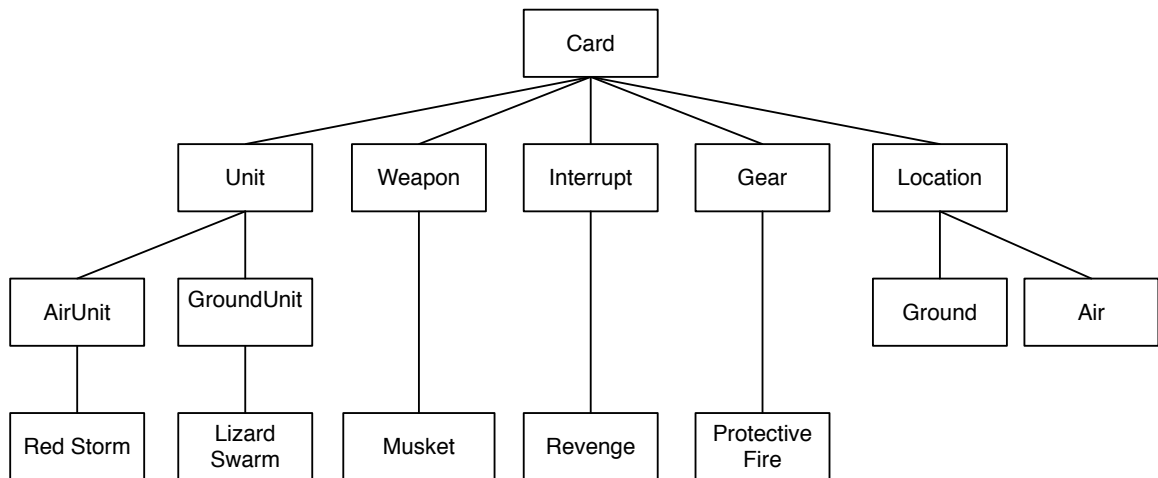 Card
Unit
Weapon
Interrupt
Gear
Location
AirUnit
GroundUnit
Ground
Air
Red Storm
Lizard
Swarm
Musket
Revenge
Protective
Fire